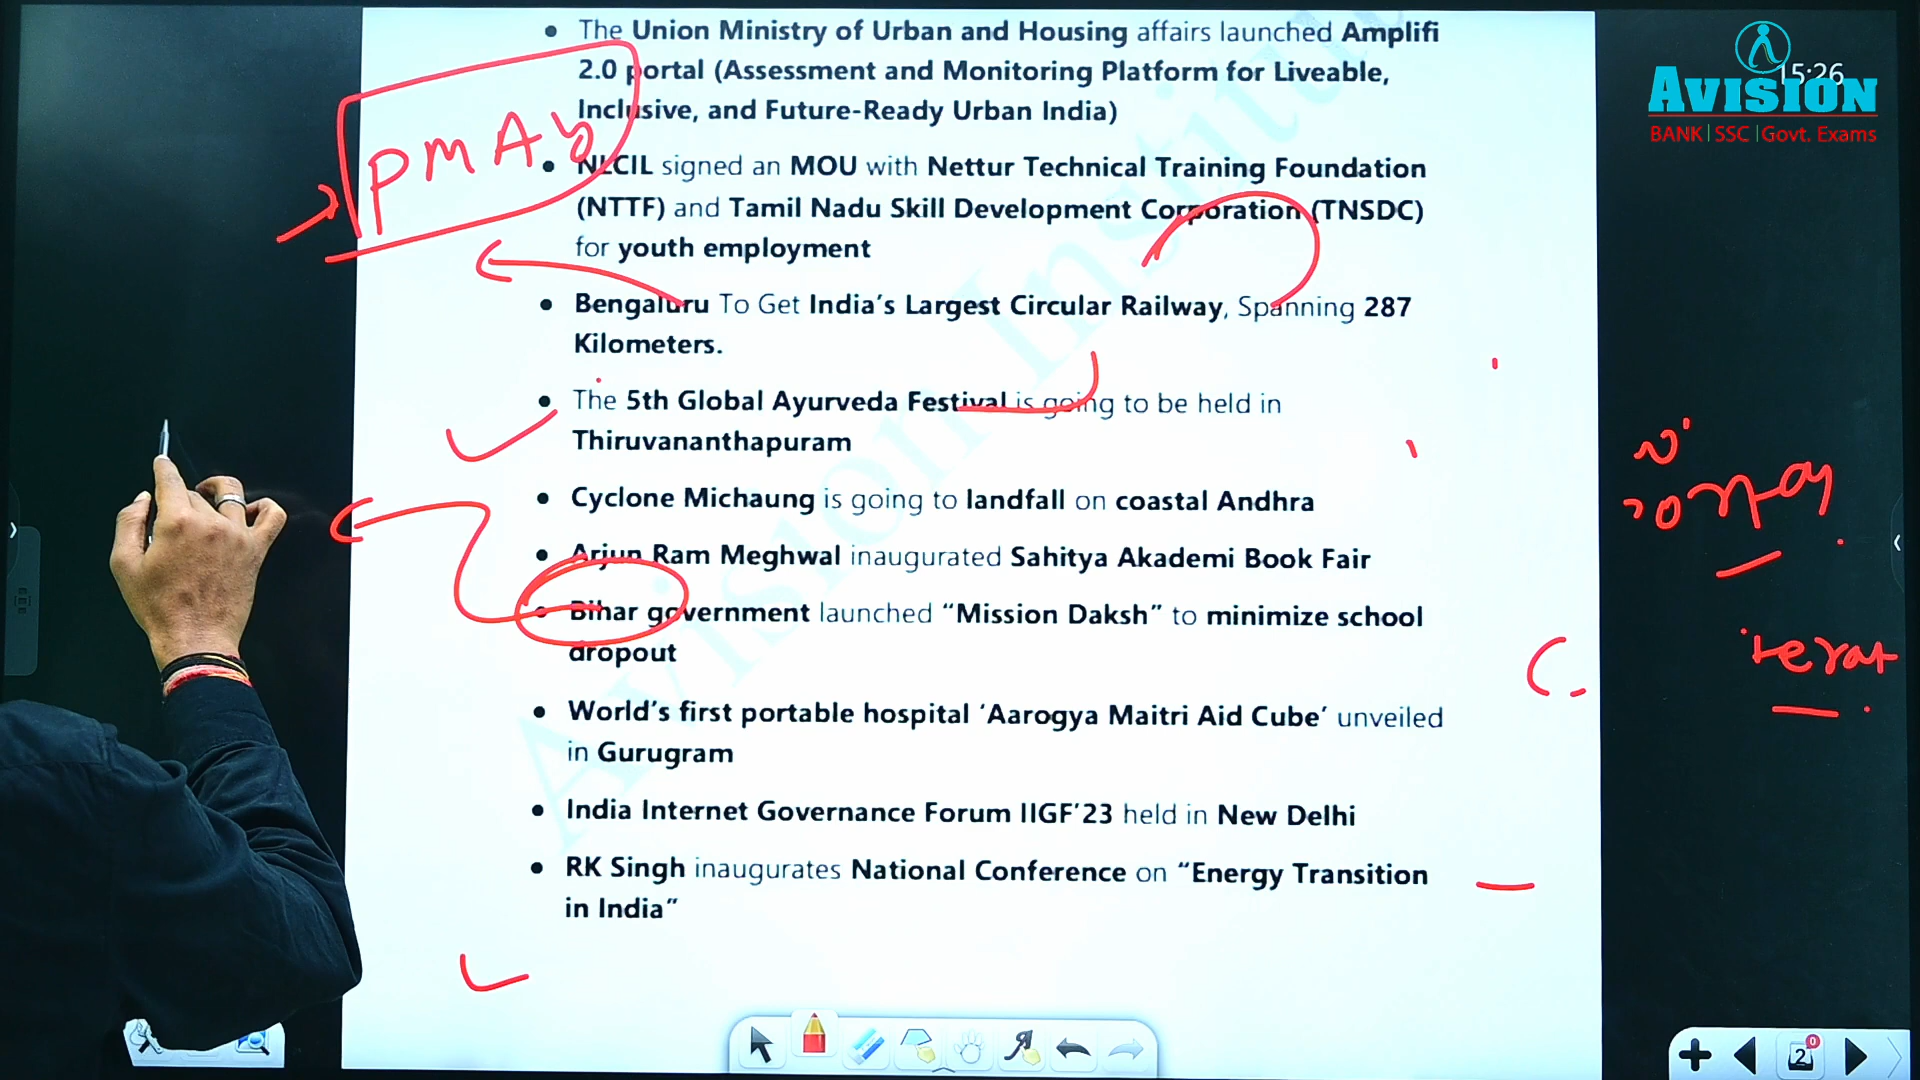 The Union Ministry of Urban and Housing affairs launched Amplifi
2.0 portal (Assessment and Monitoring Platform for Liveable,
Inclusive, and Future-Ready Urban India)
NLCIL signed an MOU with Nettur Technical Training Foundation
(NTTF) and Tamil Nadu Skill Development Corporation (TNSDC)
for youth employment
Bengaluru To Get India's Largest Circular Railway, Spanning 287
Kilometers.
The 5th Global Ayurveda Festival is going to be held in
Thiruvananthapuram
Cyclone Michaung is going to landfall on coastal Andhra
Arjun Ram Meghwal inaugurated Sahitya Akademi Book Fair
Bihar government launched "Mission Daksh" to minimize school
dropout
World's first portable hospital 'Aarogya Maitri Aid Cube' unveiled
in Gurugram
India Internet Governance Forum IIGF'23 held in New Delhi
RK Singh inaugurates National Conference on "Energy Transition
in India"
Avision Institute
PMAb
15:26
AVISION
BANK | SSC | Govt. Exams
2
0